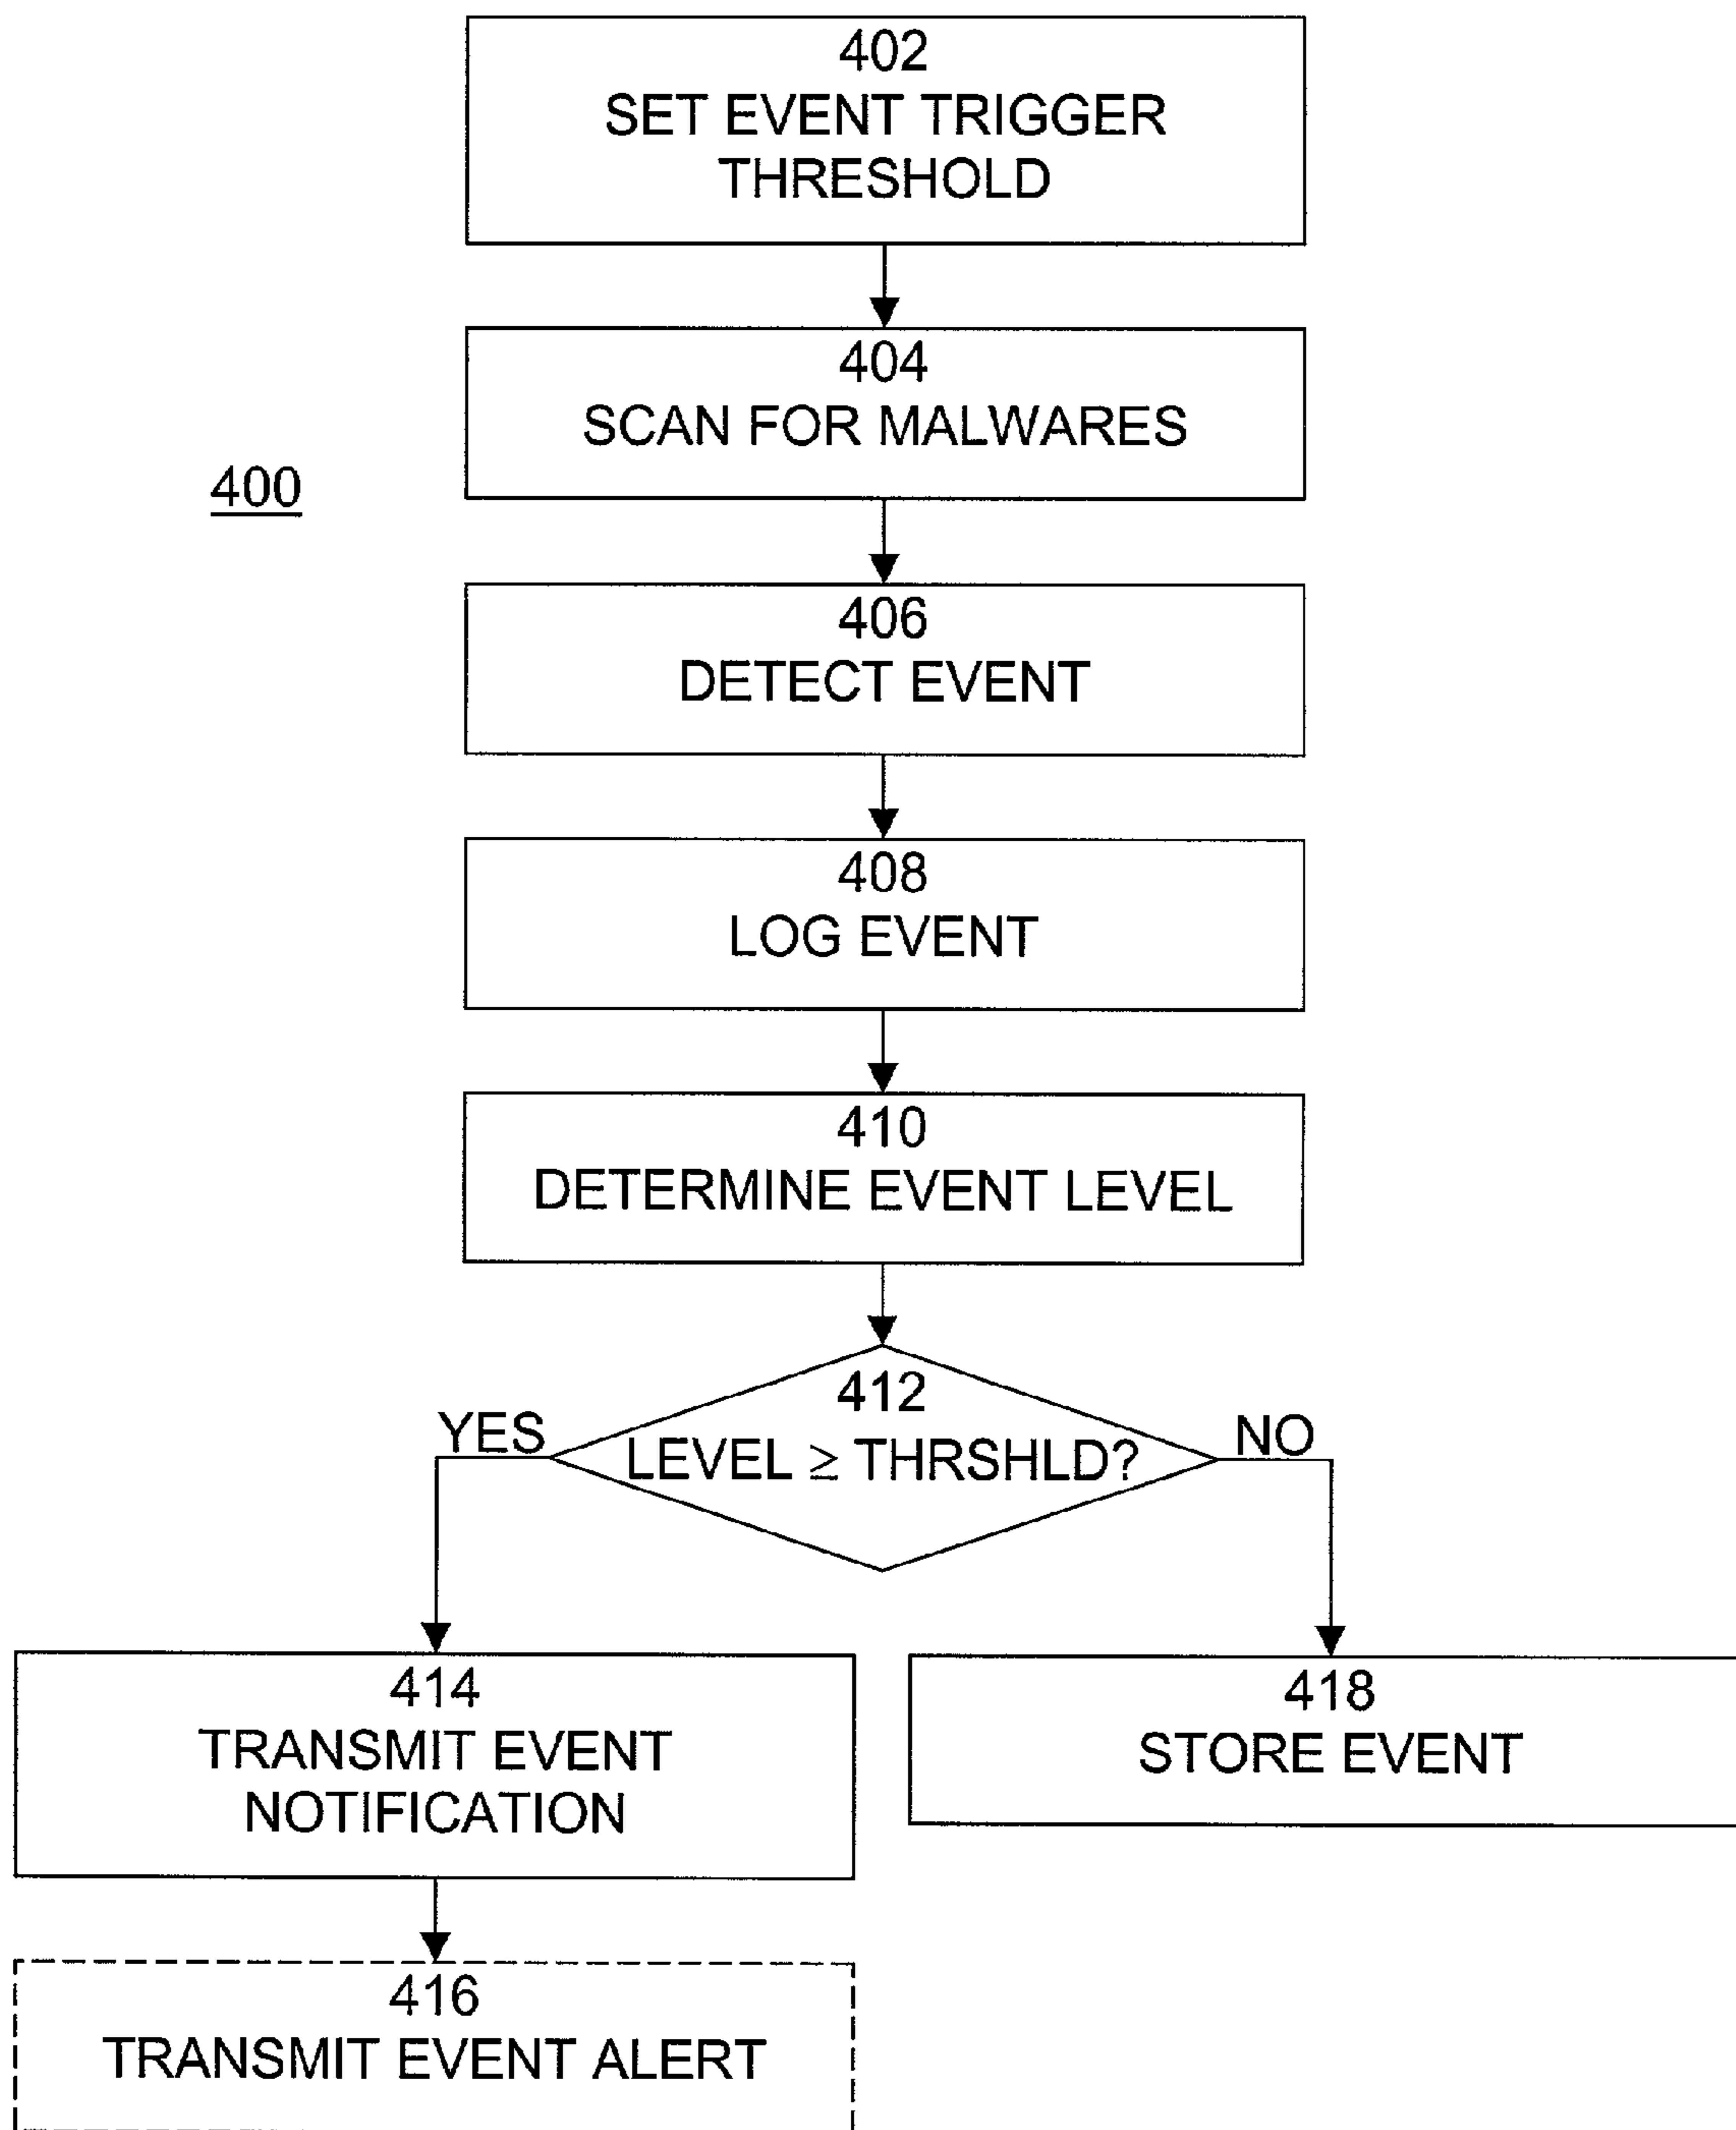 402
SET EVENT TRIGGER
THRESHOLD
404
SCAN FOR MALWARES
400
406
DETECT EVENT
408
LOG EVENT
410
DETERMINE EVENT LEVEL
412
YES
LEVEL ≥ THRSHLD?
NO
414
TRANSMIT EVENT
NOTIFICATION
418
STORE EVENT
416
TRANSMIT EVENT ALERT